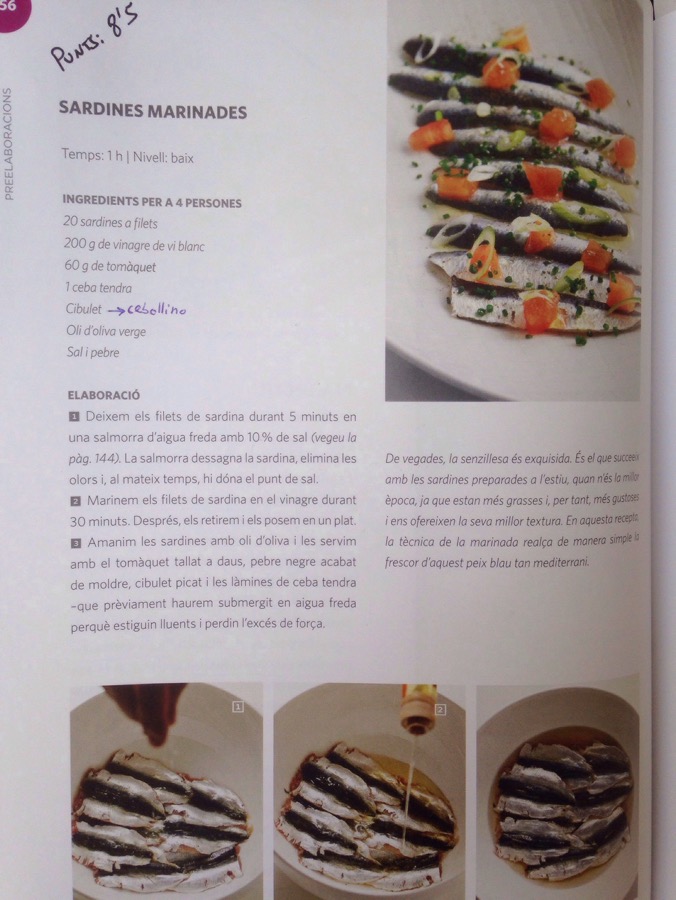 56
PUNTS: 8'5
PREELABORACIONS
SARDINES MARINADES
Temps: 1 h | Nivell: baix
INGREDIENTS PER A 4 PERSONES
20 sardines a filets
200 g de vinagre de vi blanc
60 g de tomàquet
1 ceba tendra
Cibulet →cebollino
Oli d'oliva verge
Sal i pebre
ELABORACIÓ
1 Deixem els filets de sardina durant 5 minuts en
una salmorra d'aigua freda amb 10% de sal (vegeu la
pàg. 144). La salmorra dessagna la sardina, elimina les
olors i, al mateix temps, hi dóna el punt de sal.
2 Marinem els filets de sardina en el vinagre durant
30 minuts. Després, els retirem i els posem en un plat.
3 Amanim les sardines amb oli d'oliva i les servim
amb el tomàquet tallat a daus, pebre negre acabat
de moldre, cibulet picat i les làmines de ceba tendra
–que prèviament haurem submergit en aigua freda
perquè estiguin lluents i perdin l'excés de força.
De vegades, la senzillesa és exquisida. És el que succeeix
amb les sardines preparades a l'estiu, quan n'és la millor
època, ja que estan més grasses i, per tant, més gustoses
i ens ofereixen la seva millor textura. En aquesta recepta,
la tècnica de la marinada realça de manera simple la
frescor d'aquest peix blau tan mediterrani.
1
2